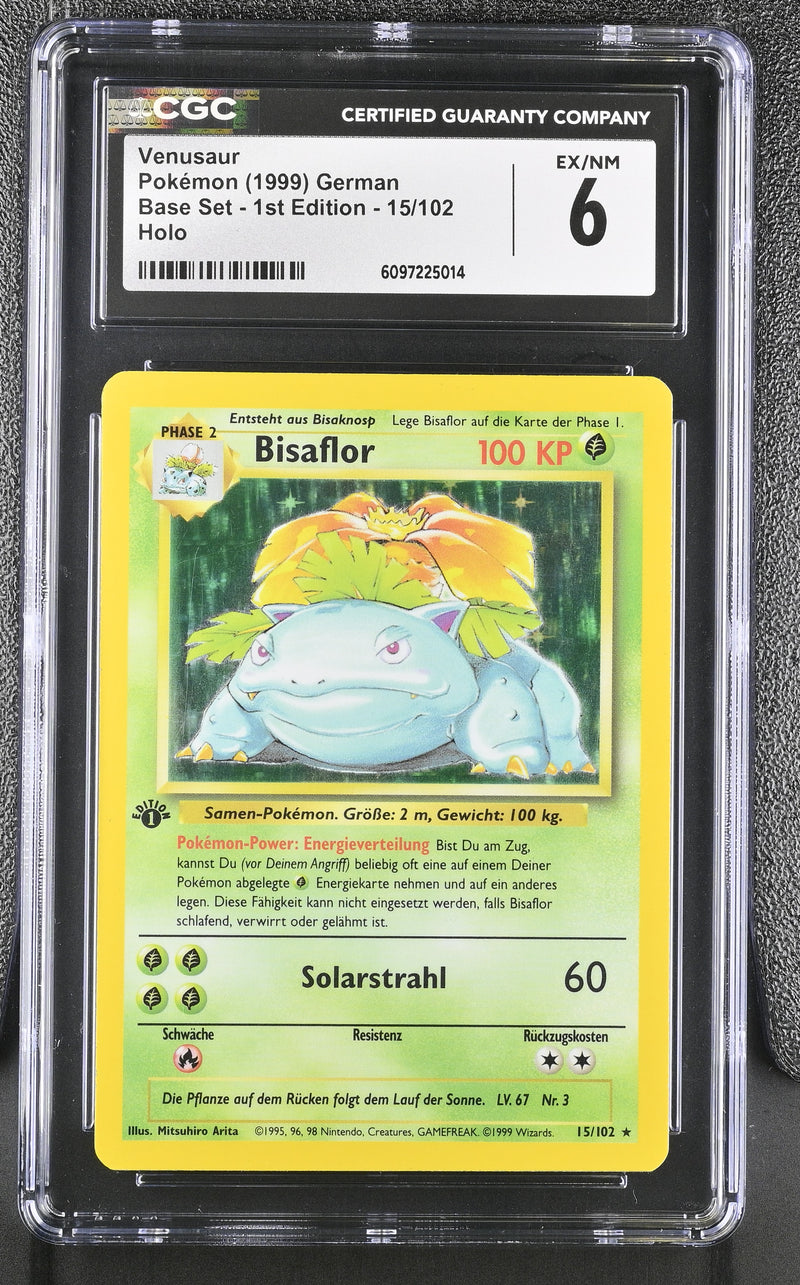 CGC
CERTIFIED GUARANTY COMPANY
Venusaur
Pokémon (1999) German
Base Set - 1st Edition - 15/102
Holo
EX/NM
6
6097225014
Entsteht aus Bisaknosp Lege Bisaflor auf die Karte der Phase 1.
PHASE 2
Bisaflor
100 KP
EDITION
1
Samen-Pokémon. Größe: 2 m, Gewicht: 100 kg.
Pokémon-Power: Energieverteilung Bist Du am Zug,
kannst Du (vor Deinem Angriff) beliebig oft eine auf einem Deiner
Pokémon abgelegte Energiekarte nehmen und auf ein anderes
legen. Diese Fähigkeit kann nicht eingesetzt werden, falls Bisaflor
schlafend, verwirrt oder gelähmt ist.
Solarstrahl 60
Schwäche Resistenz Rückzugskosten
Die Pflanze auf dem Rücken folgt dem Lauf der Sonne. LV. 67 Nr. 3
Illus. Mitsuhiro Arita ©1995, 96, 98 Nintendo, Creatures, GAMEFREAK. ©1999 Wizards. 15/102 ★